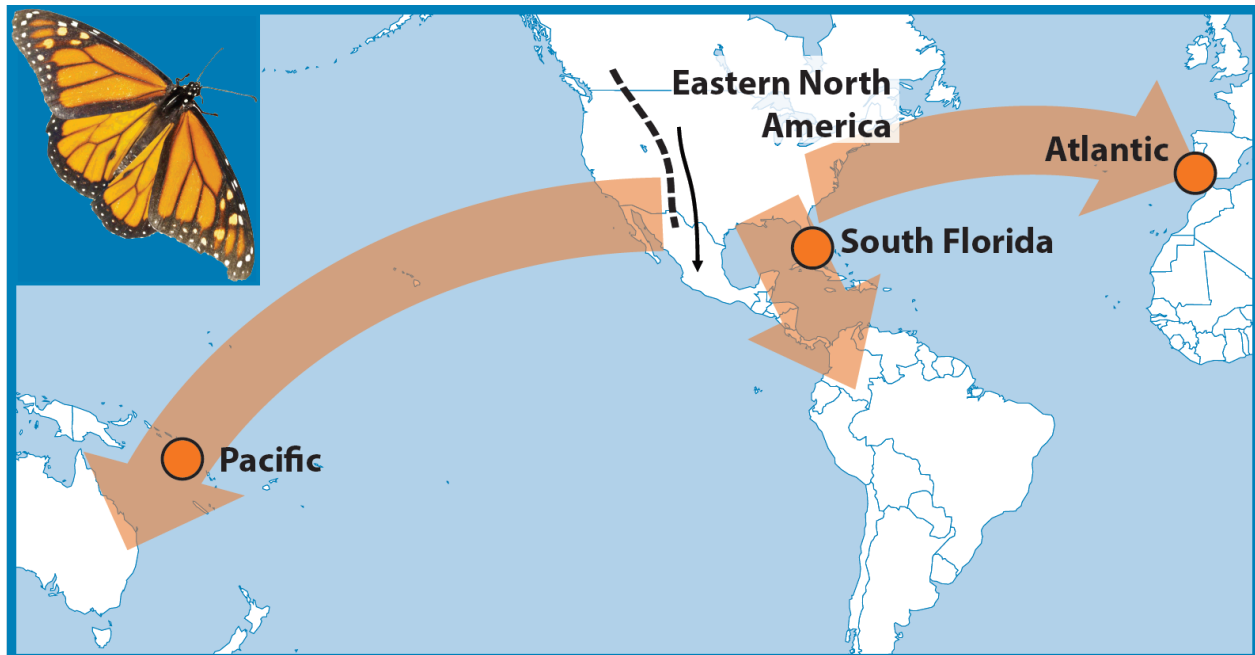 Eastern North
America
Atlantic
South Florida
Pacific